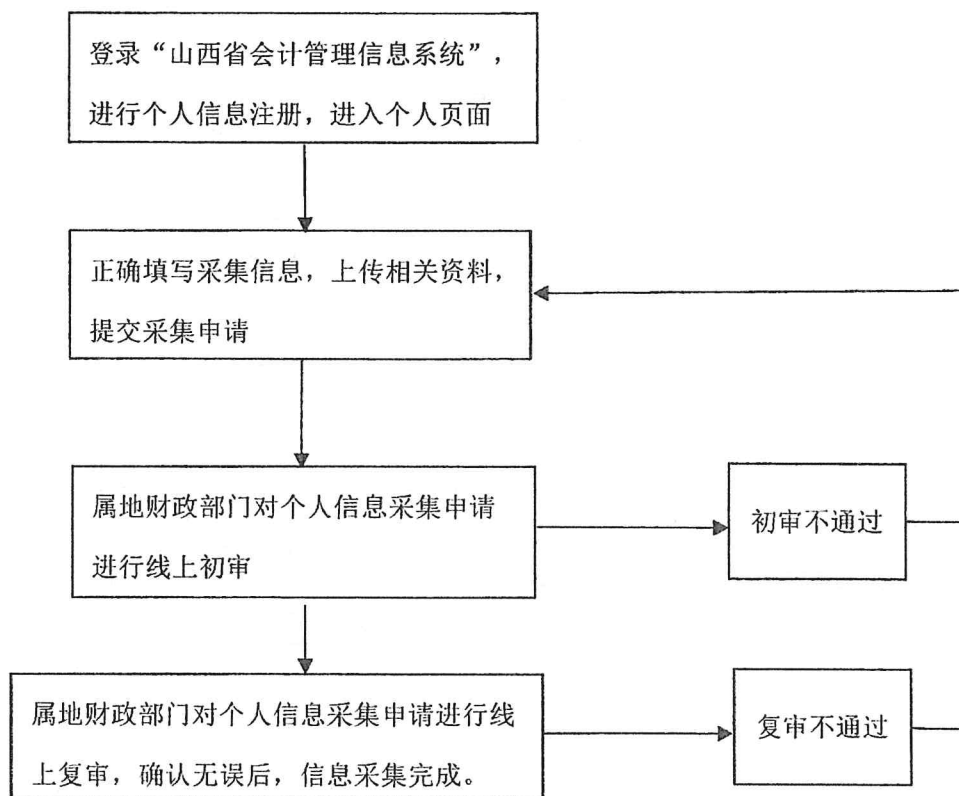 登录“山西省会计管理信息系统”，
进行个人信息注册，进入个人页面
正确填写采集信息，上传相关资料，
提交采集申请
属地财政部门对个人信息采集申请
进行线上初审
初审不通过
属地财政部门对个人信息采集申请进行线
上复审，确认无误后，信息采集完成。
复审不通过